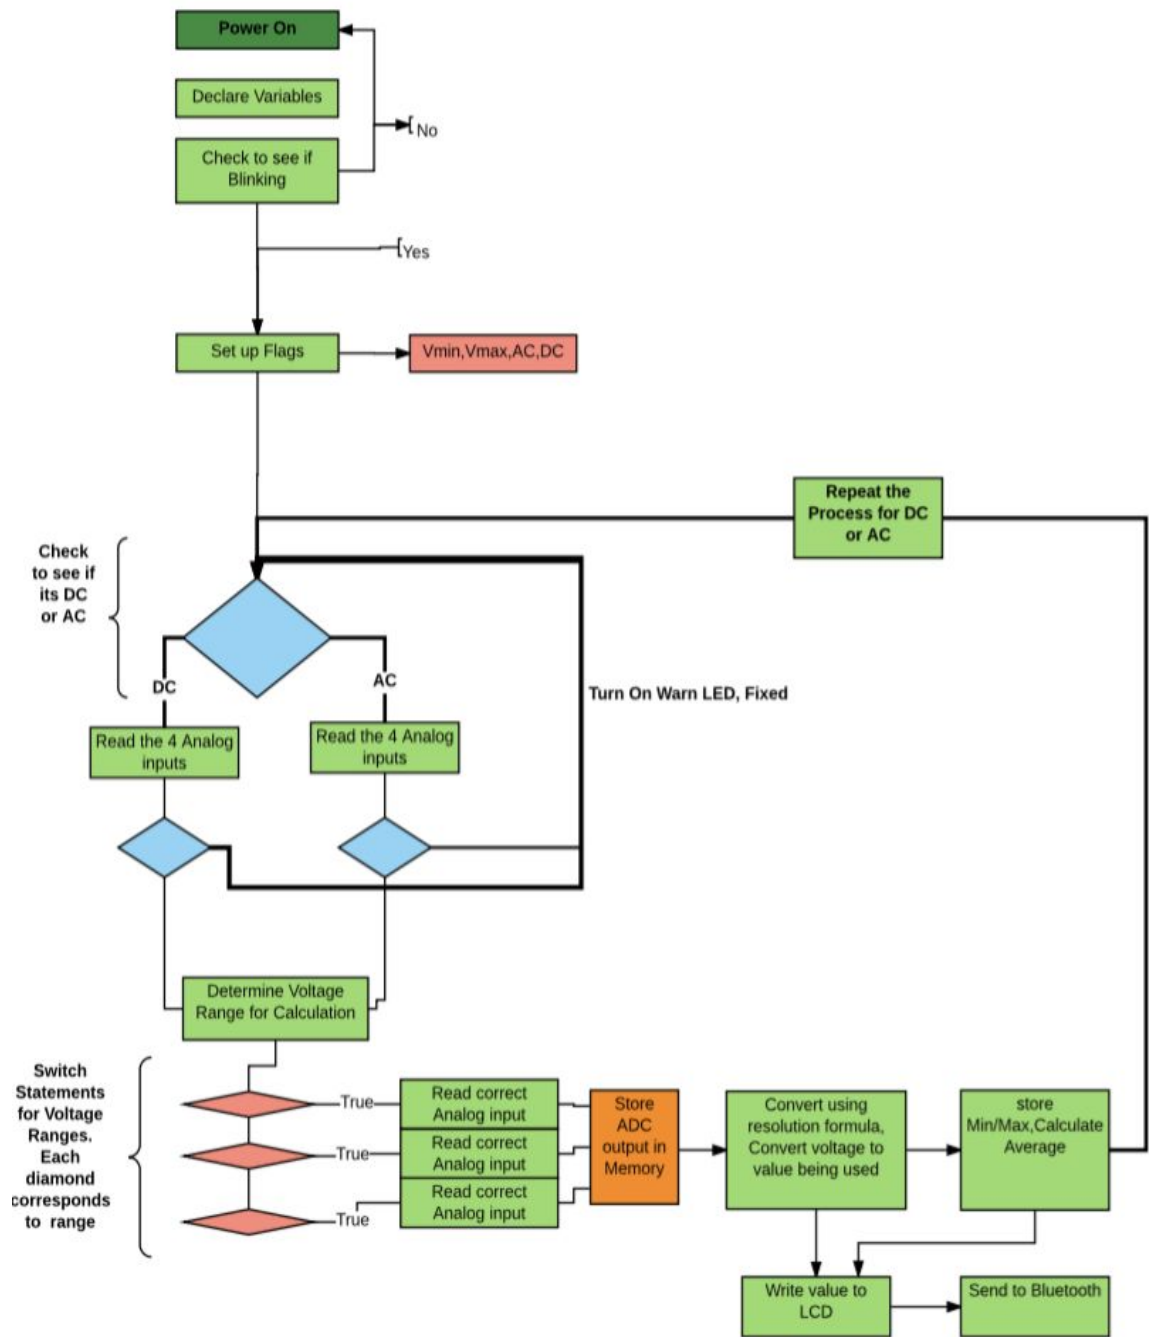 Power On
Declare Variables
Check to see if
Blinking
No
Yes
Set up Flags
Vmin,Vmax,AC,DC
Repeat the
Process for DC
or AC
Check
to see if
its DC
or AC
DC
AC
Turn On Warn LED, Fixed
Read the 4 Analog
inputs
Read the 4 Analog
inputs
Determine Voltage
Range for Calculation
Switch
Statements
for Voltage
Ranges.
Each
diamond
corresponds
to range
True
True
True
Read correct
Analog input
Read correct
Analog input
Read correct
Analog input
Store
ADC
output in
Memory
Convert using
resolution formula,
Convert voltage to
value being used
store
Min/Max,Calculate
Average
Write value to
LCD
Send to Bluetooth